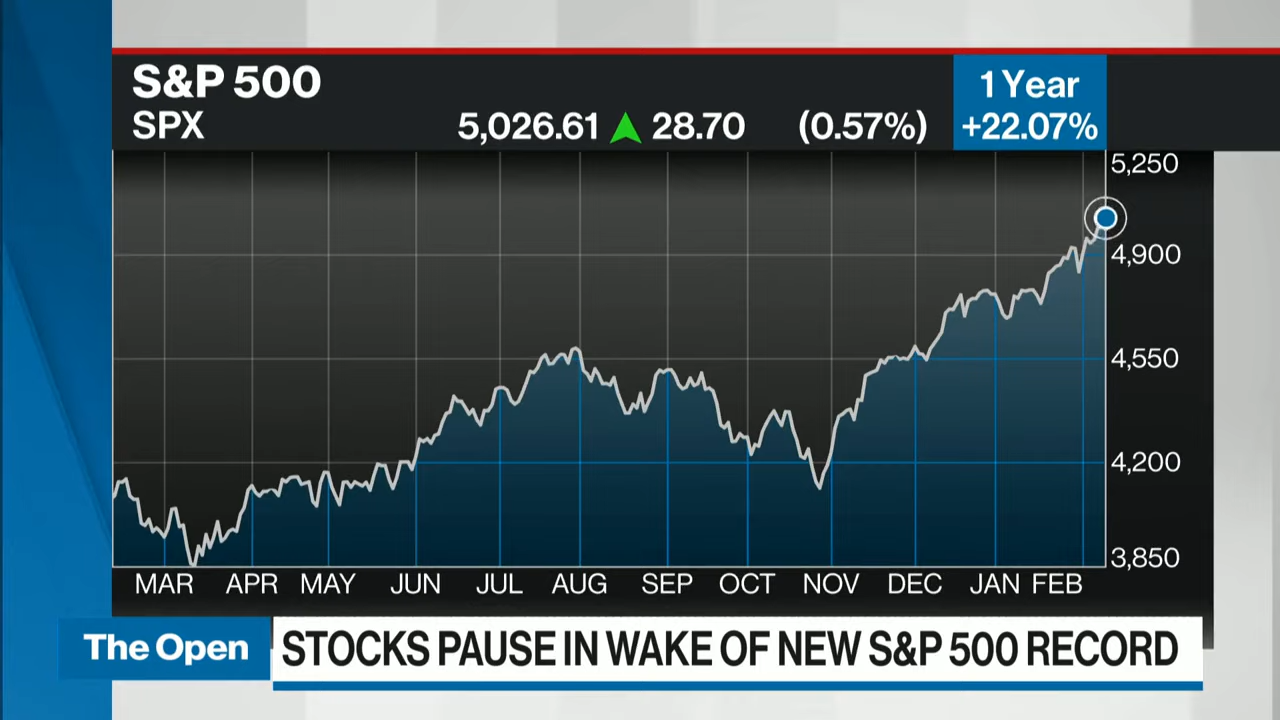 S&P 500
SPX 5,026.61 ▲ 28.70 (0.57%)
1 Year
+22.07%
5,250
4,900
4,550
4,200
3,850
MAR APR MAY JUN JUL AUG SEP OCT NOV DEC JAN FEB
The Open
STOCKS PAUSE IN WAKE OF NEW S&P 500 RECORD